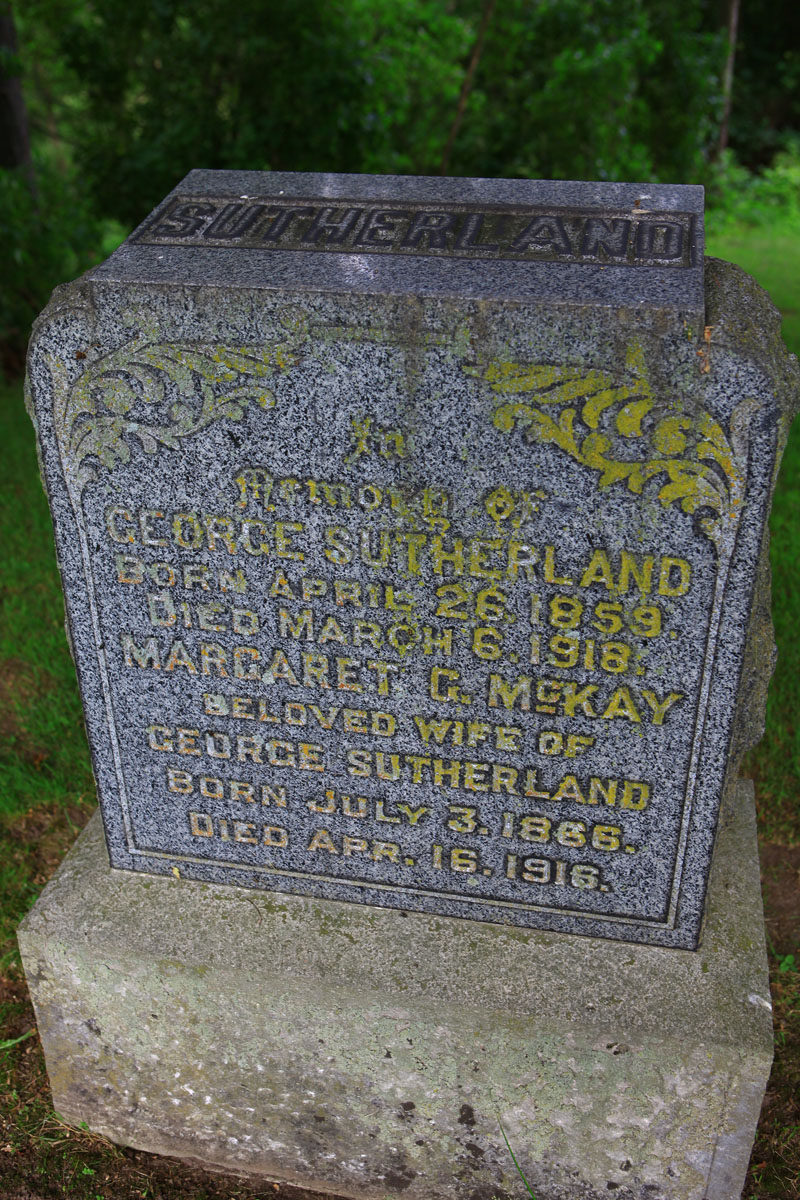 SUTHERLAND
In
Memory of
GEORGE SUTHERLAND
BORN APRIL 26. 1859.
DIED MARCH 6. 1918.
MARGARET G. McKAY
BELOVED WIFE OF
GEORGE SUTHERLAND
BORN JULY 3. 1865.
DIED APR. 16. 1916.